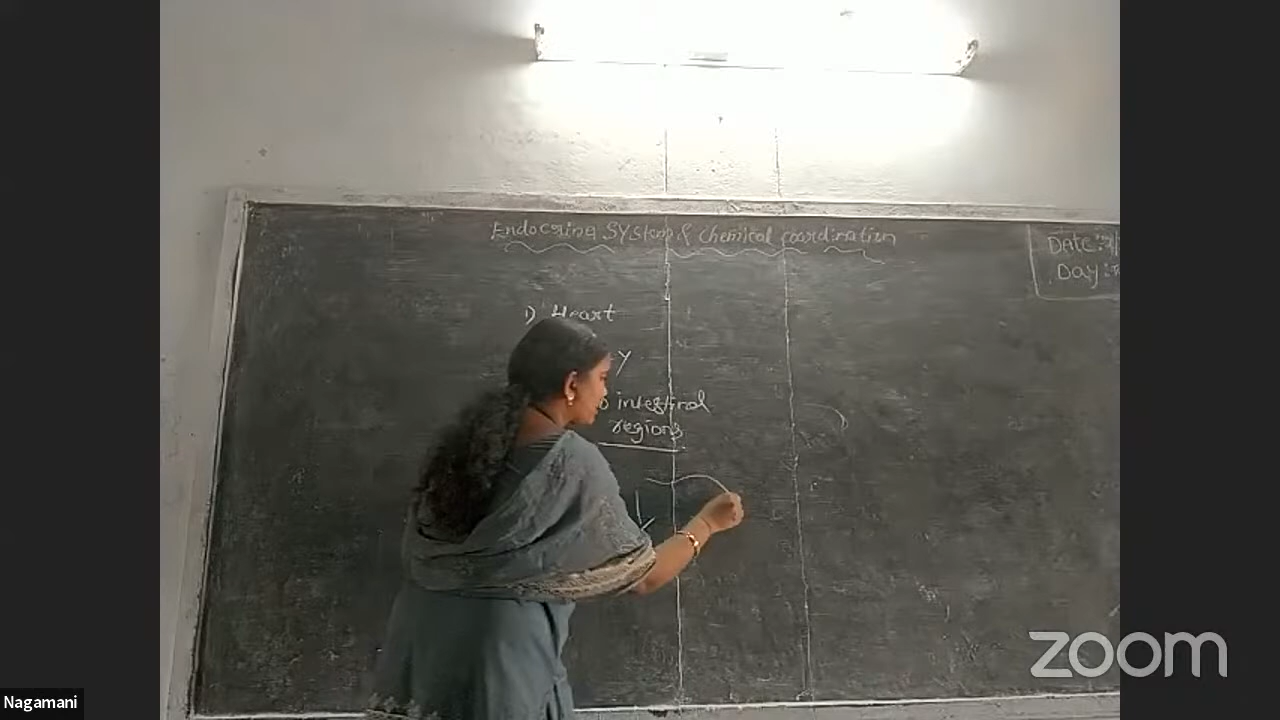 Endocrine System & Chemical coordination
DATE:
Day:
1) Heart
y
intestinal
regions
Nagamani
zoom